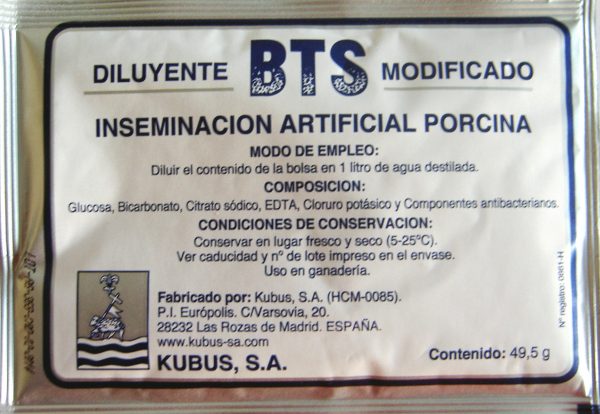 DILUYENTE BTS MODIFICADO
INSEMINACION ARTIFICIAL PORCINA
MODO DE EMPLEO:
Diluir el contenido de la bolsa en 1 litro de agua destilada.
COMPOSICION:
Glucosa, Bicarbonato, Citrato sódico, EDTA, Cloruro potásico y Componentes antibacterianos.
CONDICIONES DE CONSERVACION:
Conservar en lugar fresco y seco (5-25ºC).
Ver caducidad y nº de lote impreso en el envase.
Uso en ganadería.
Fabricado por: Kubus, S.A. (HCM-0085).
P.I. Európolis. C/Varsovia, 20.
28232 Las Rozas de Madrid. ESPAÑA.
www.kubus-sa.com
KUBUS, S.A.
Contenido: 49,5 g
Nº registro: 0861-H